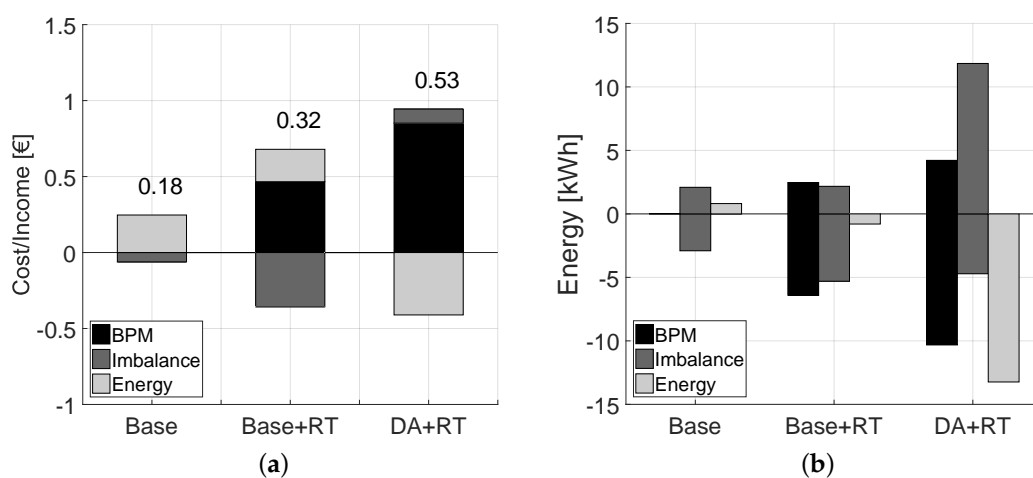 1.5
1
0.5
0
-0.5
-1
Cost/Income [€]
0.18
0.32
0.53
BPM
Imbalance
Energy
Base
Base+RT
DA+RT
(a)
15
10
5
0
-5
-10
-15
Energy [kWh]
BPM
Imbalance
Energy
Base
Base+RT
DA+RT
(b)